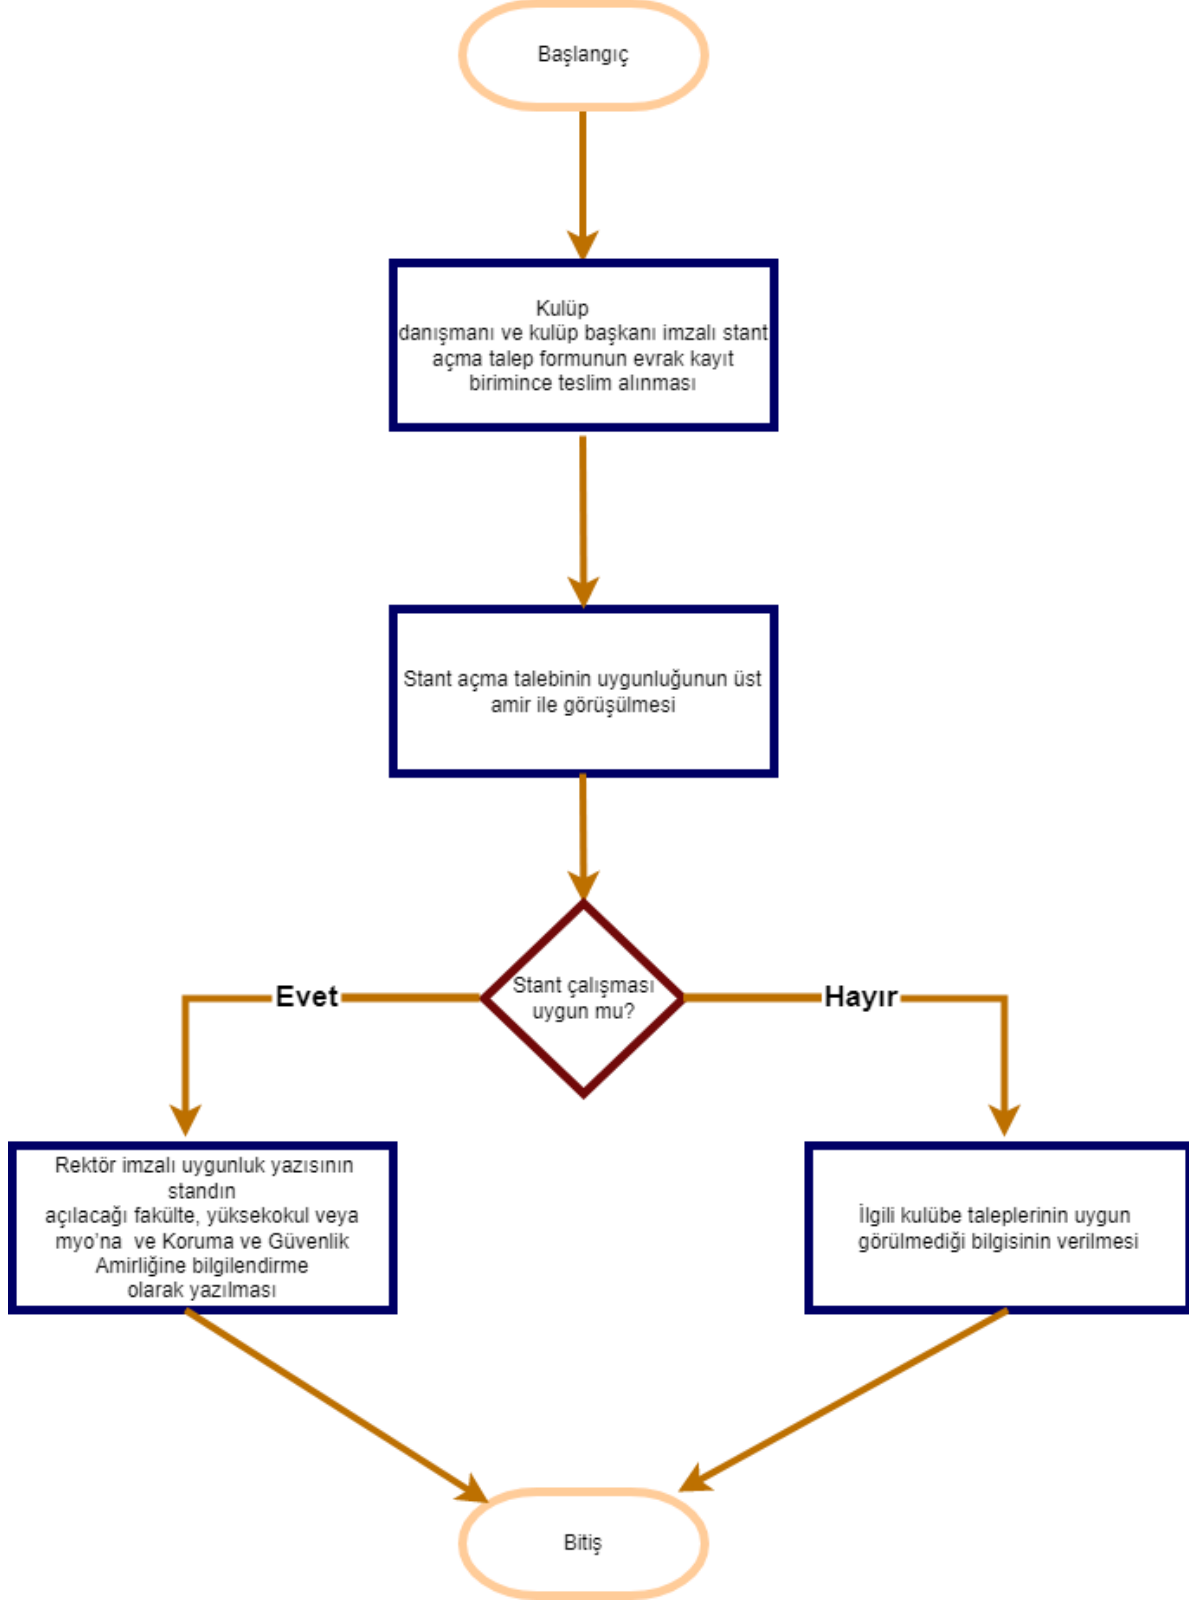 Başlangıç
Kulüp
danışmanı ve kulüp başkanı imzalı stant
açma talep formunun evrak kayıt
birimince teslim alınması
Stant açma talebinin uygunluğunun üst
amir ile görüşülmesi
Stant çalışması
uygun mu?
Evet
Hayır
Rektör imzalı uygunluk yazısının
standın
açılacağı fakülte, yüksekokul veya
myo’na  ve Koruma ve Güvenlik
Amirliğine bilgilendirme
olarak yazılması
İlgili kulübe taleplerinin uygun
görülmediği bilgisinin verilmesi
Bitiş